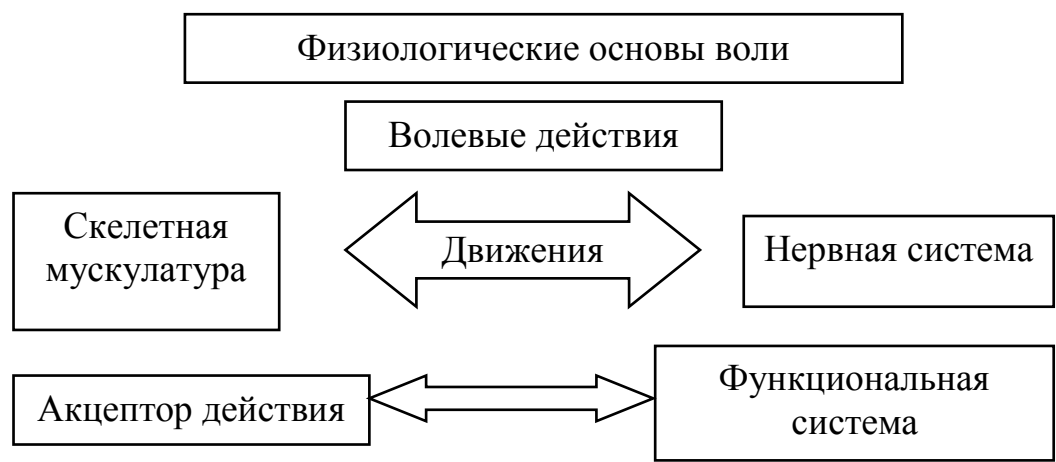 Физиологические основы воли
Волевые действия
Скелетная
мускулатура
Движения
Нервная система
Акцептор действия
Функциональная
система